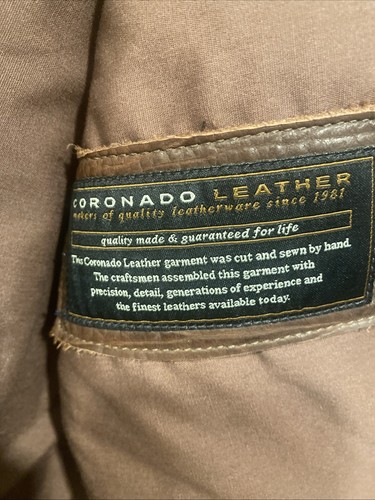 CORONADO LEATHER
makers of quality leatherware since 1981
quality made & guaranteed for life
This Coronado Leather garment was cut and sewn by hand.
The craftsmen assembled this garment with
precision, detail, generations of experience and
the finest leathers available today.